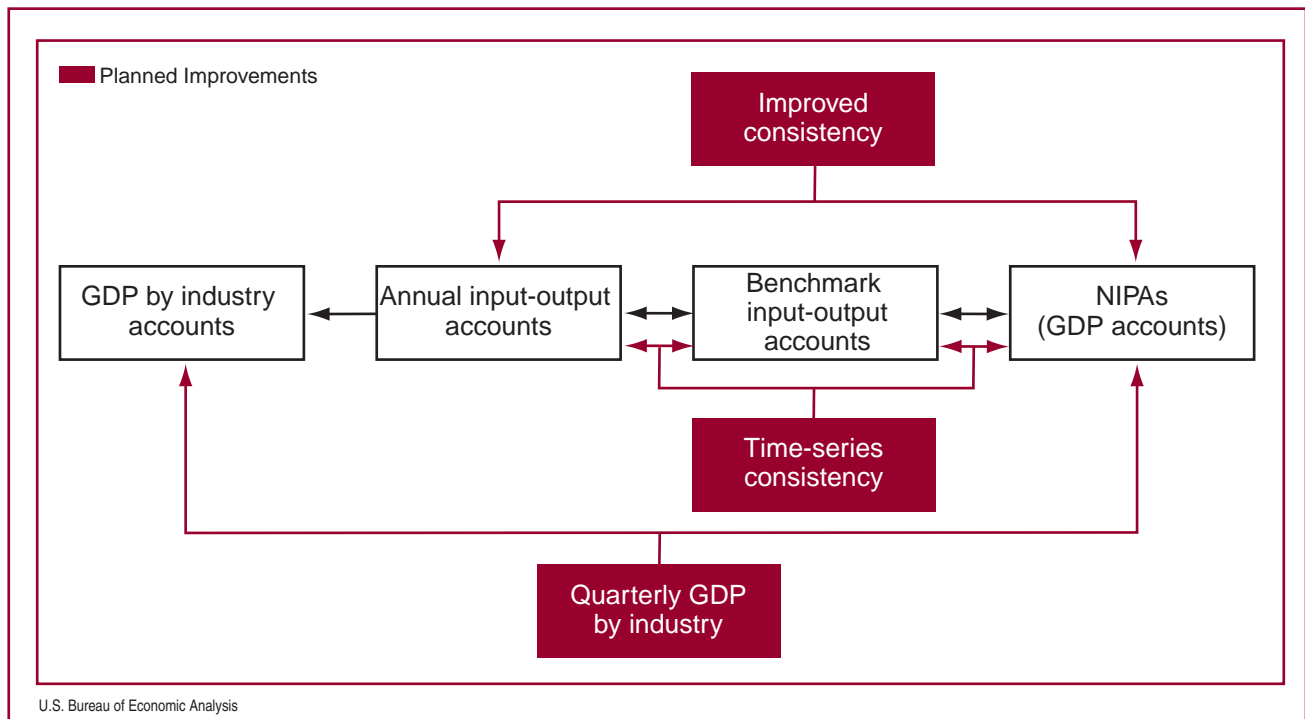 Planned Improvements
Improved
consistency
GDP by industry
accounts
Annual input-output
accounts
Benchmark
input-output
accounts
NIPAs
(GDP accounts)
Time-series
consistency
Quarterly GDP
by industry
U.S. Bureau of Economic Analysis